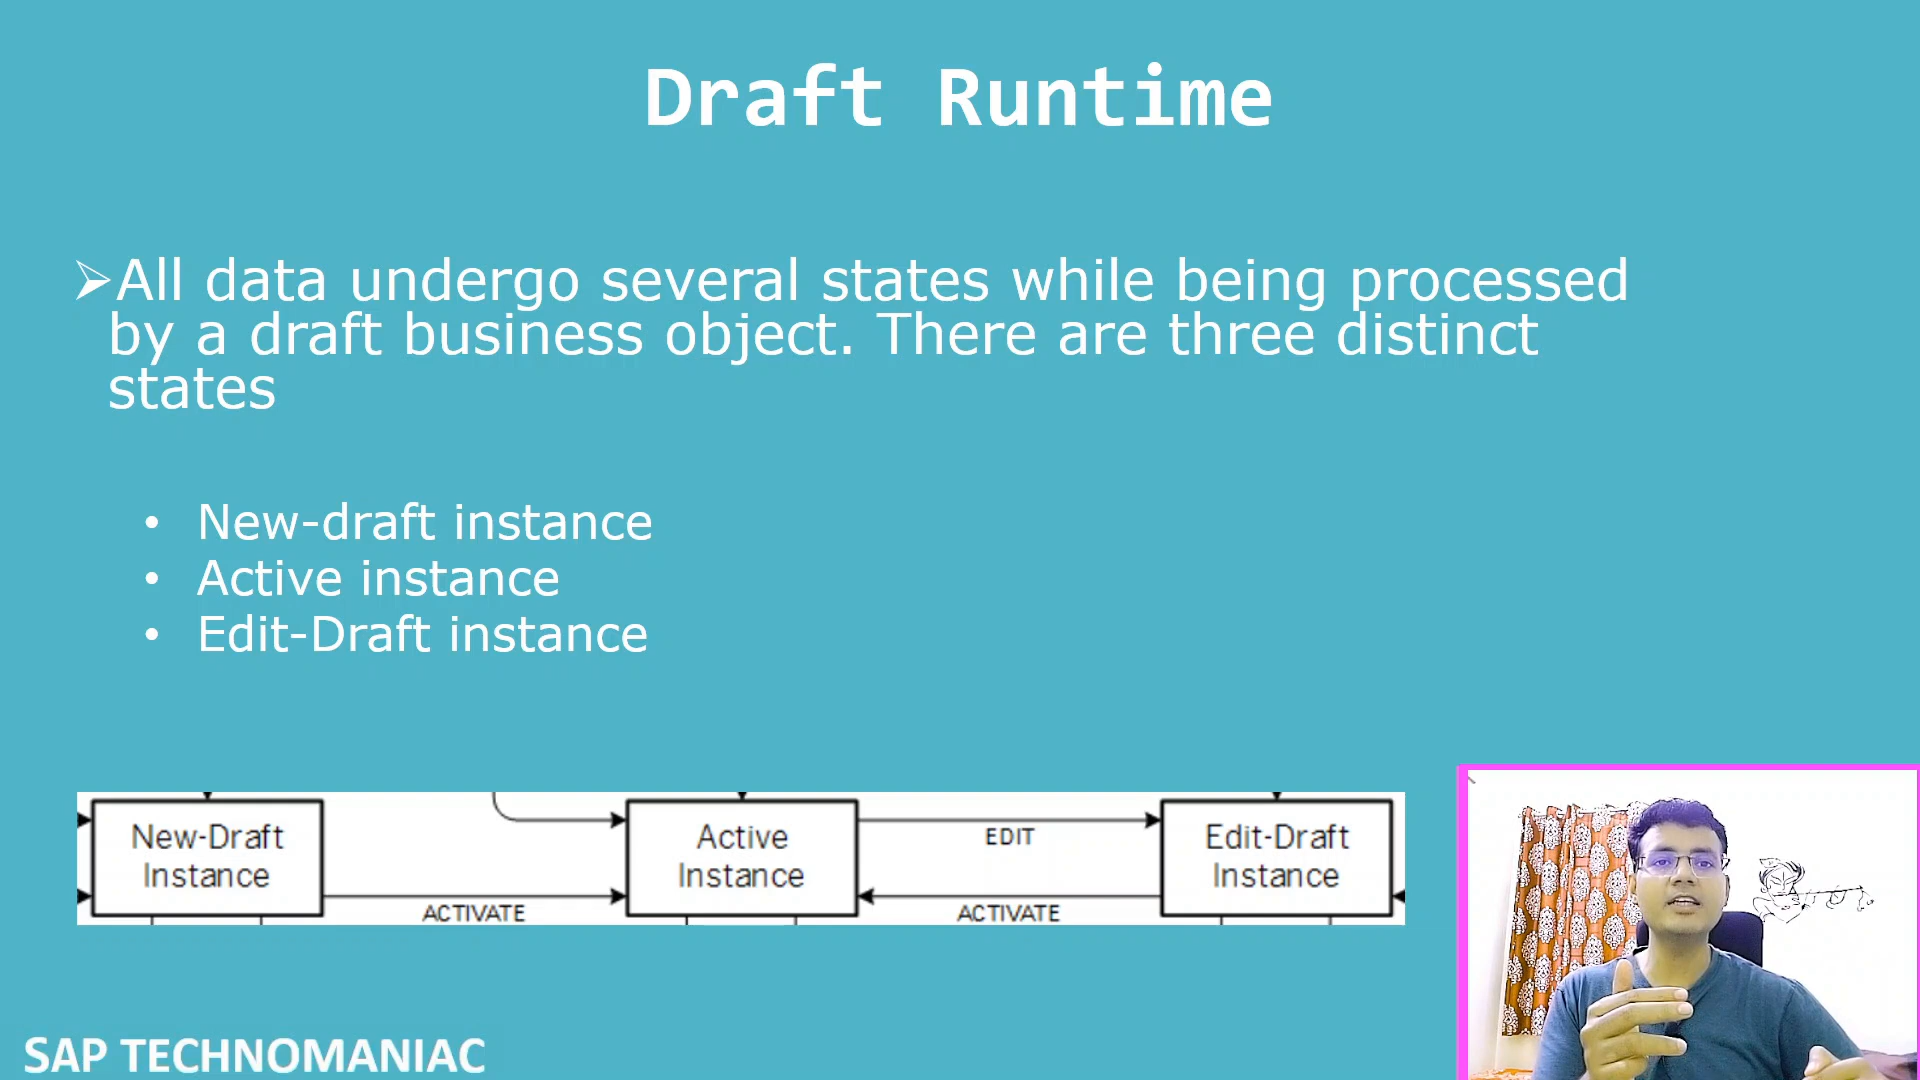 Draft Runtime
➢All data undergo several states while being processed
by a draft business object. There are three distinct
states
• New-draft instance
• Active instance
• Edit-Draft instance
New-Draft
Instance
ACTIVATE
Active
Instance
EDIT
ACTIVATE
Edit-Draft
Instance
SAP TECHNOMANIAC